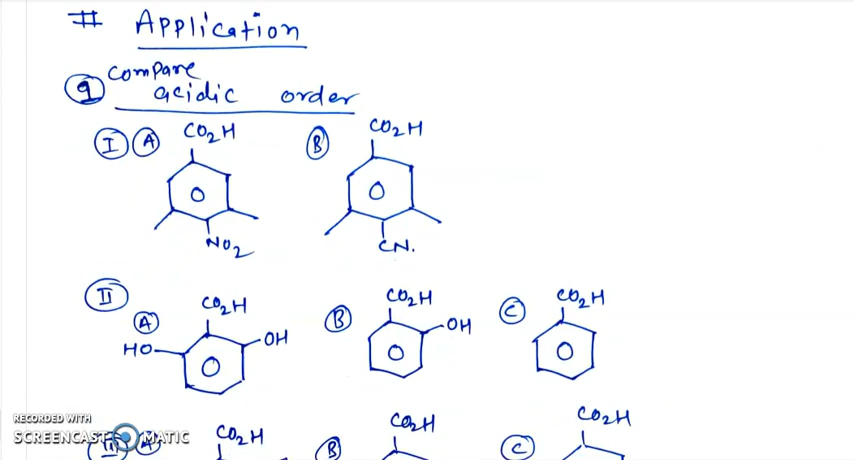 # Application
q compare
acidic order
I A CO2H B CO2H
NO2 CN.
II A CO2H B CO2H C CO2H
HO OH OH
III A CO2H B CO2H C CO2H
RECORDED WITH
SCREENCAST MATIC